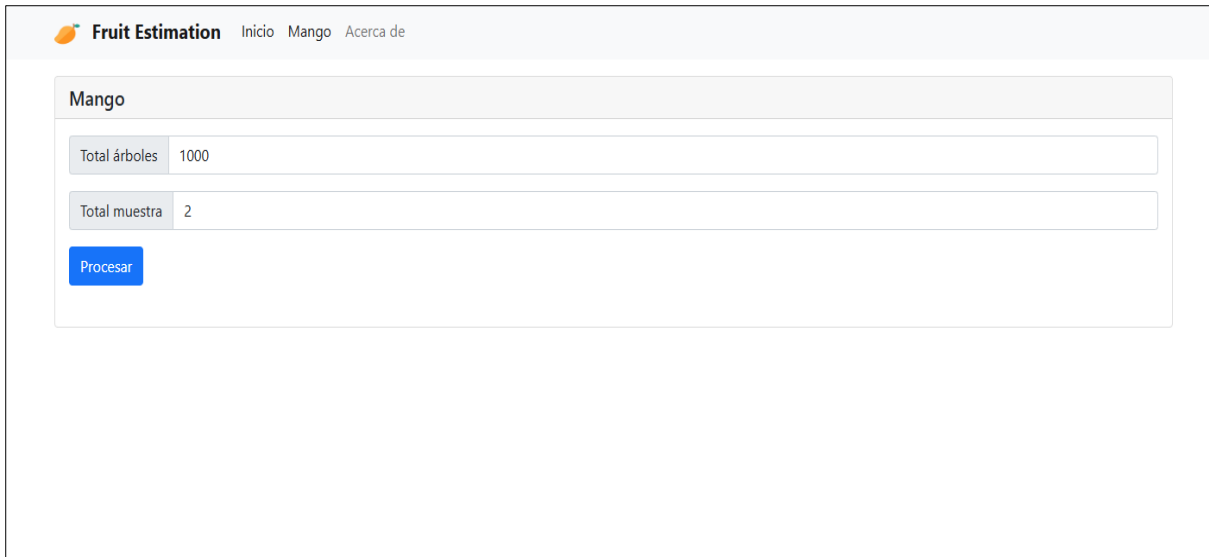 Fruit Estimation Inicio Mango Acerca de
Mango
Total árboles 1000
Total muestra 2
Procesar